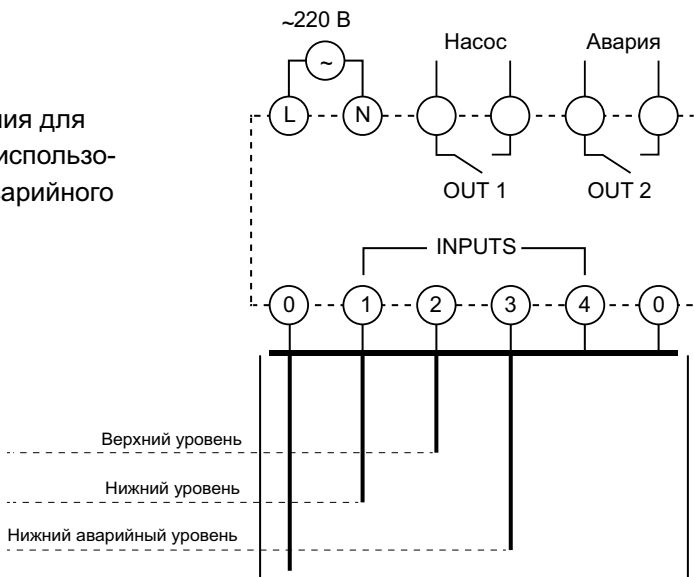 ~220 В
Насос
Авария
~
L
N
ния для
использо-
варийного
OUT 1
OUT 2
INPUTS
0
1
2
3
4
0
Верхний уровень
Нижний уровень
Нижний аварийный уровень